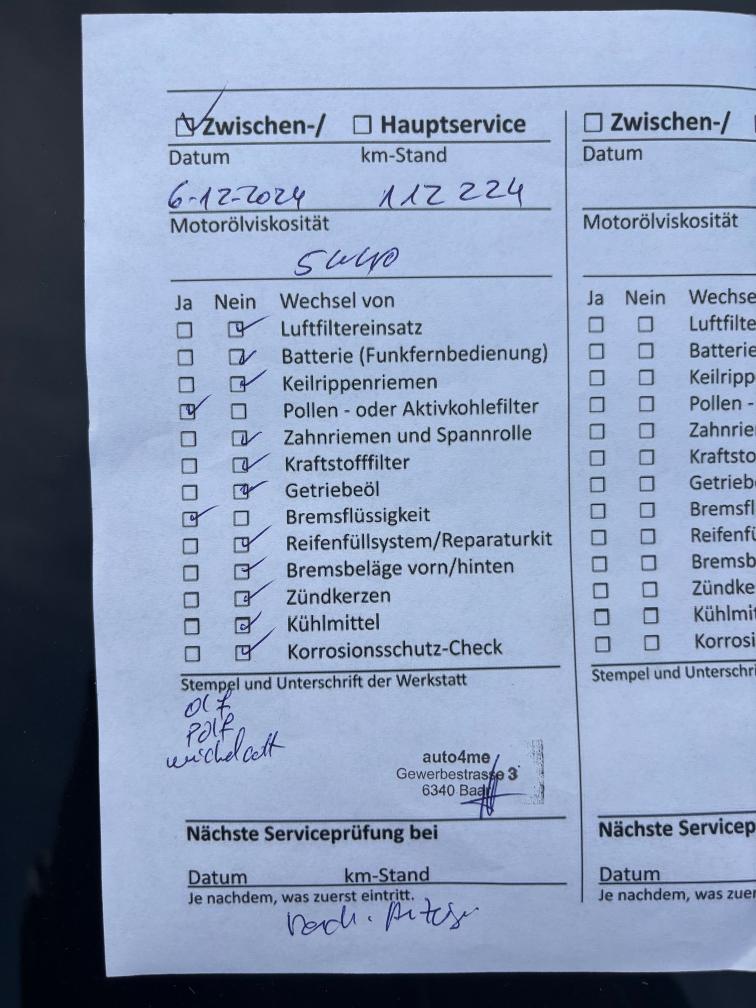 Zwischen-/ Hauptservice
Datum km-Stand
6-12-2024 112 224
Motorölviskosität
5W40
Ja Nein Wechsel von
Luftfiltereinsatz
Batterie (Funkfernbedienung)
Keilrippenriemen
Pollen - oder Aktivkohlefilter
Zahnriemen und Spannrolle
Kraftstofffilter
Getriebeöl
Bremsflüssigkeit
Reifenfüllsystem/Reparaturkit
Bremsbeläge vorn/hinten
Zündkerzen
Kühlmittel
Korrosionsschutz-Check
Stempel und Unterschrift der Werkstatt
auto4me
Gewerbestrasse 3
6340 Baar
Nächste Serviceprüfung bei
Datum km-Stand
Je nachdem, was zuerst eintritt.
Nach
Zwischen-/
Datum
Motorölviskosität
Ja Nein Wechse
Luftfilte
Batterie
Keilripp
Pollen -
Zahnrie
Kraftsto
Getrieb
Bremsfl
Reifenfü
Bremsb
Zündke
Kühlmit
Korrosi
Stempel und Unterschri
Nächste Servicep
Datum
Je nachdem, was zuer